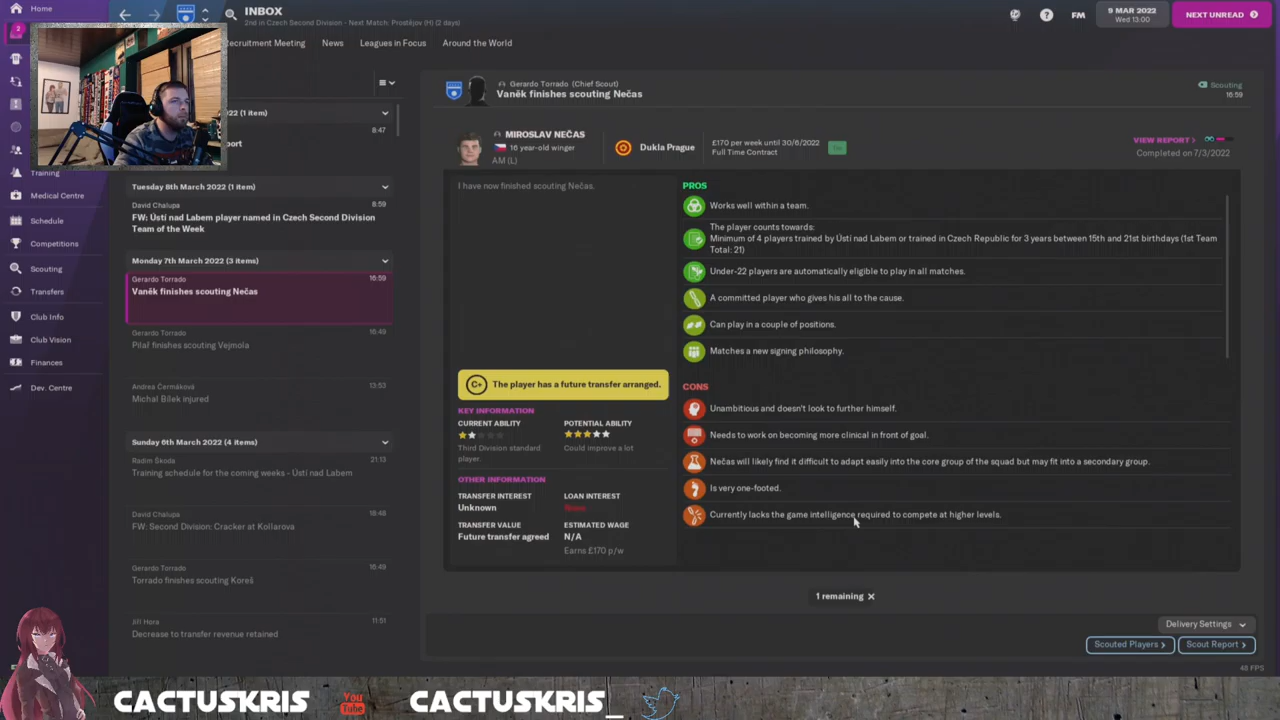 Home
INBOX
2nd in Czech Second Division - Next Match: Prostějov (H) (2 days)
FM
9 MAR 2022
Wed 13:00
NEXT UNREAD
2
Recruitment Meeting
News
Leagues in Focus
Around the World
2022 (1 item)
8:47
port
Tuesday 8th March 2022 (1 item)
David Chalupa
8:59
FW: Ústí nad Labem player named in Czech Second Division
Team of the Week
Monday 7th March 2022 (3 items)
Gerardo Torrado
16:59
Vaněk finishes scouting Nečas
Gerardo Torrado
16:49
Pilař finishes scouting Vejmola
Andrea Čermáková
13:53
Michal Bílek injured
Sunday 6th March 2022 (4 items)
Radim Škoda
21:13
Training schedule for the coming weeks - Ústí nad Labem
David Chalupa
18:48
FW: Second Division: Cracker at Kollarova
Gerardo Torrado
16:49
Torrado finishes scouting Koreš
Jiří Hora
11:51
Decrease to transfer revenue retained
Training
Medical Centre
Schedule
Competitions
Scouting
Transfers
Club Info
Club Vision
Finances
Dev. Centre
Gerardo Torrado (Chief Scout)
Vaněk finishes scouting Nečas
Scouting
16:59
MIROSLAV NEČAS
16 year-old winger
AM (L)
Dukla Prague
£170 per week until 30/6/2022
Full Time Contract
VIEW REPORT >
Completed on 7/3/2022
I have now finished scouting Nečas.
C+
The player has a future transfer arranged.
KEY INFORMATION
CURRENT ABILITY
POTENTIAL ABILITY
Third Division standard
player.
Could improve a lot
OTHER INFORMATION
TRANSFER INTEREST
LOAN INTEREST
Unknown
None
TRANSFER VALUE
ESTIMATED WAGE
Future transfer agreed
N/A
Earns £170 p/w
PROS
Works well within a team.
The player counts towards:
Minimum of 4 players trained by Ústí nad Labem or trained in Czech Republic for 3 years between 15th and 21st birthdays (1st Team
Total: 21)
Under-22 players are automatically eligible to play in all matches.
A committed player who gives his all to the cause.
Can play in a couple of positions.
Matches a new signing philosophy.
CONS
Unambitious and doesn't look to further himself.
Needs to work on becoming more clinical in front of goal.
Nečas will likely find it difficult to adapt easily into the core group of the squad but may fit into a secondary group.
Is very one-footed.
Currently lacks the game intelligence required to compete at higher levels.
1 remaining
Delivery Settings
Scouted Players >
Scout Report >
48 FPS
CACTUSKRIS
You
Tube
CACTUSKRIS_